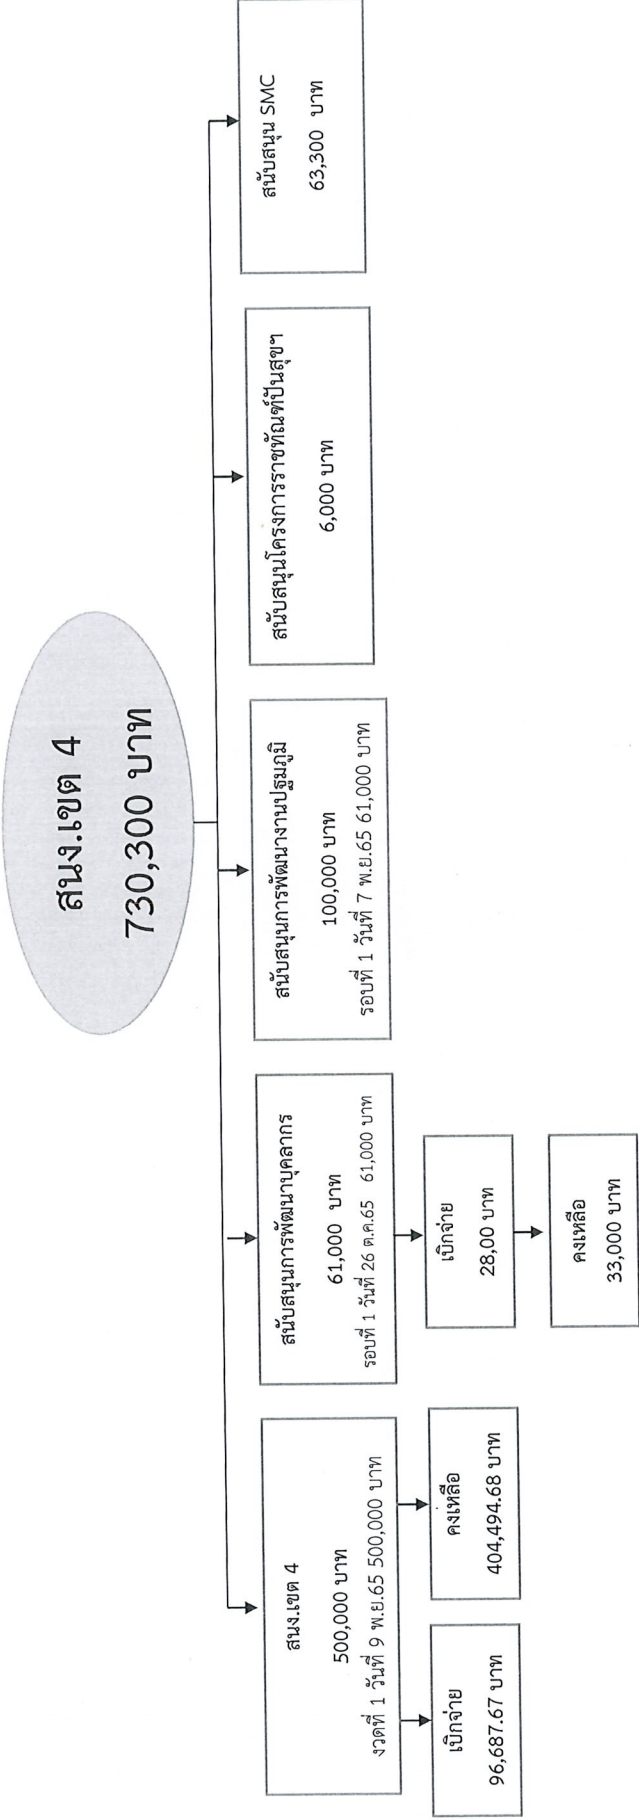 สนง.เขต 4
730,300 บาท
สนง.เขต 4
500,000 บาท
งวดที่ 1 วันที่ 9 พ.ย.65 500,000 บาท
เบิกจ่าย
96,687.67 บาท
คงเหลือ
404,494.68 บาท
สนับสนุนการพัฒนาบุคลากร
61,000 บาท
รอบที่ 1 วันที่ 26 ต.ค.65 61,000 บาท
เบิกจ่าย
28,00 บาท
คงเหลือ
33,000 บาท
สนับสนุนการพัฒนางานปฐมภูมิ
100,000 บาท
รอบที่ 1 วันที่ 7 พ.ย.65 61,000 บาท
สนับสนุนโครงการราชทัณฑ์ปันสุขฯ
6,000 บาท
สนับสนุน SMC
63,300 บาท